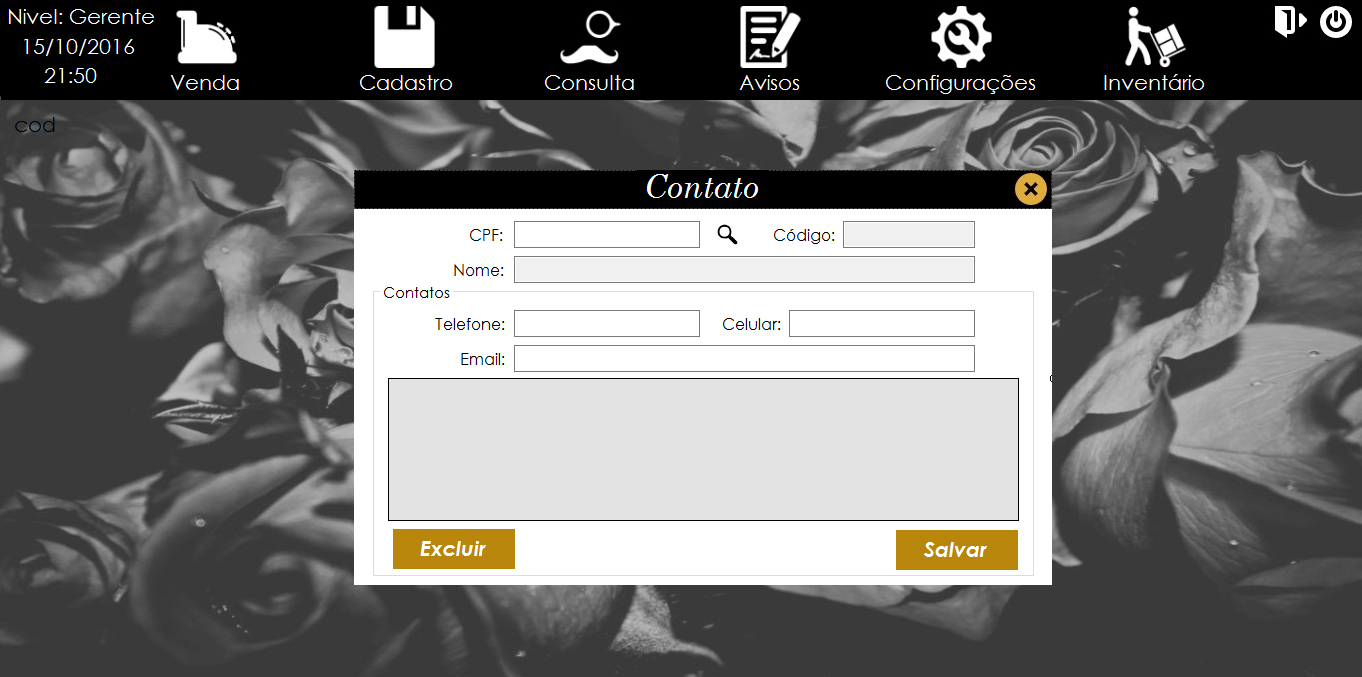 Nivel: Gerente
15/10/2016
21:50
Venda
Cadastro
Consulta
Avisos
Configurações
Inventário
cod
Contato
CPF:
Código:
Nome:
Contatos
Telefone:
Celular:
Email:
Excluir
Salvar